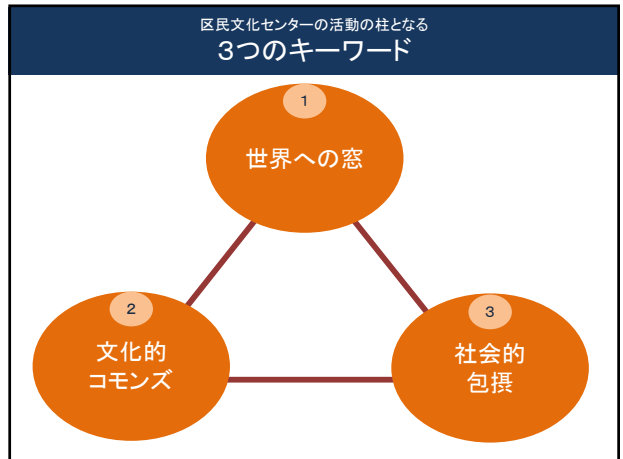 区民文化センターの活動の柱となる
3つのキーワード
1
世界への窓
2
文化的
コモンズ
3
社会的
包摂